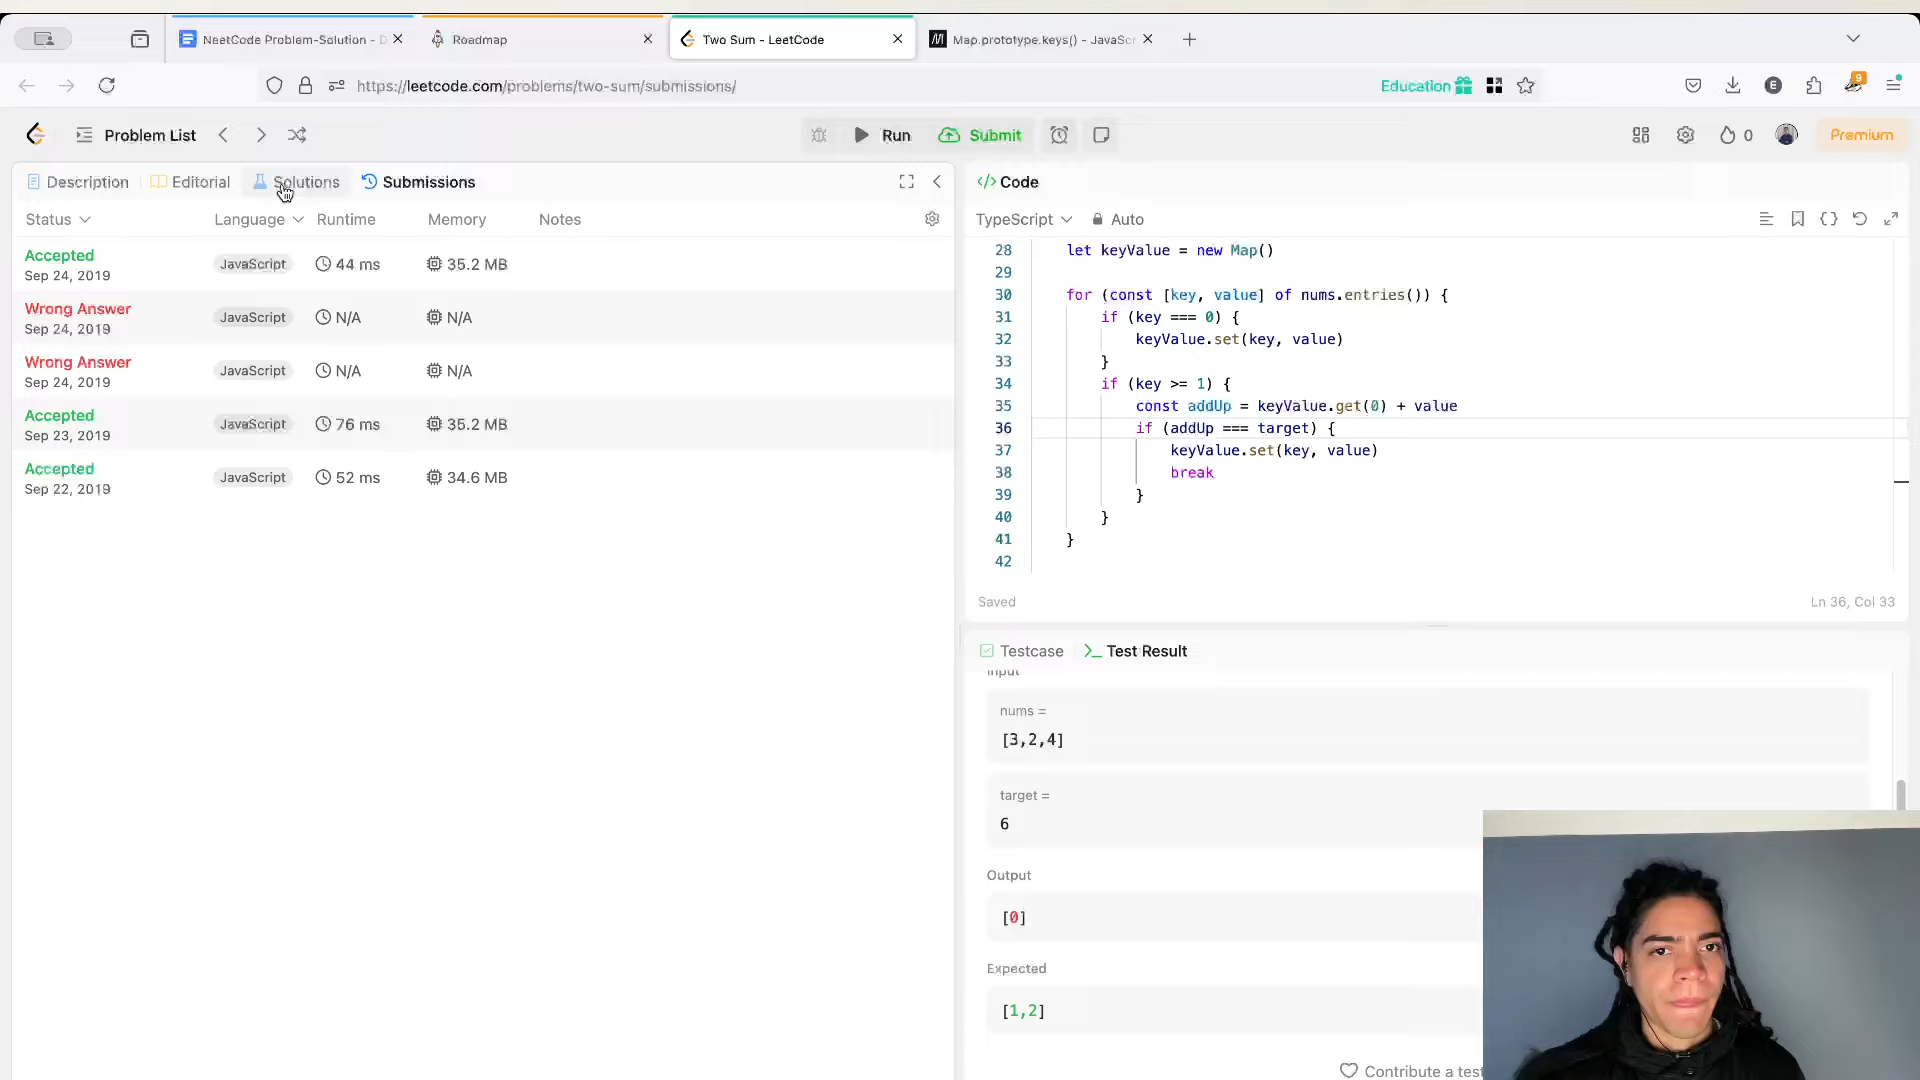 NeetCode Problem-Solution - D
Roadmap
Two Sum - LeetCode
Map.prototype.keys() - JavaScr
https://leetcode.com/problems/two-sum/submissions/
Education
E
9
Problem List
Run
Submit
0
Premium
Description
Editorial
Solutions
Submissions
Status
Language
Runtime
Memory
Notes
Accepted
Sep 24, 2019
JavaScript
44 ms
35.2 MB
Wrong Answer
Sep 24, 2019
JavaScript
N/A
N/A
Wrong Answer
Sep 24, 2019
JavaScript
N/A
N/A
Accepted
Sep 23, 2019
JavaScript
76 ms
35.2 MB
Accepted
Sep 22, 2019
JavaScript
52 ms
34.6 MB
</> Code
TypeScript
Auto
28 let keyValue = new Map()
29
30 for (const [key, value] of nums.entries()) {
31 if (key === 0) {
32 keyValue.set(key, value)
33 }
34 if (key >= 1) {
35 const addUp = keyValue.get(0) + value
36 if (addUp === target) {
37 keyValue.set(key, value)
38 break
39 }
40 }
41 }
42
Saved
Ln 36, Col 33
Testcase
>_ Test Result
Input
nums =
[3,2,4]
target =
6
Output
[0]
Expected
[1,2]
Contribute a test